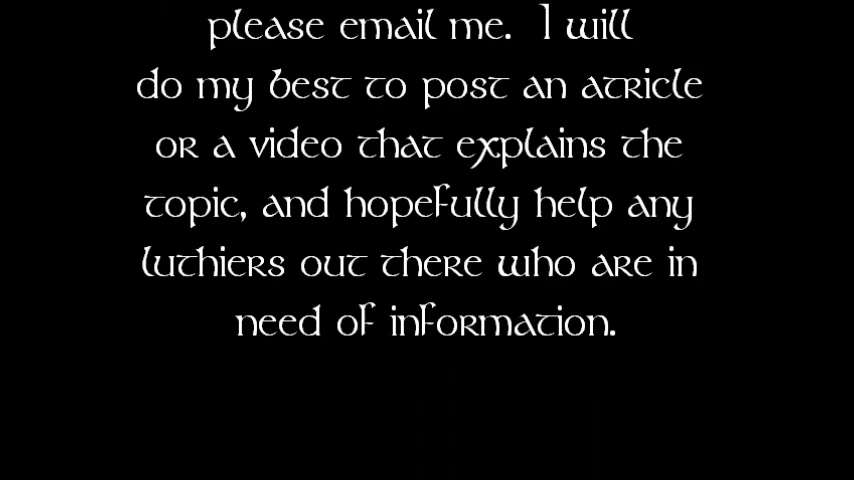 please email me. I will
do my best to post an atricle
or a video that explains the
topic, and hopefully help any
luthiers out there who are in
need of information.